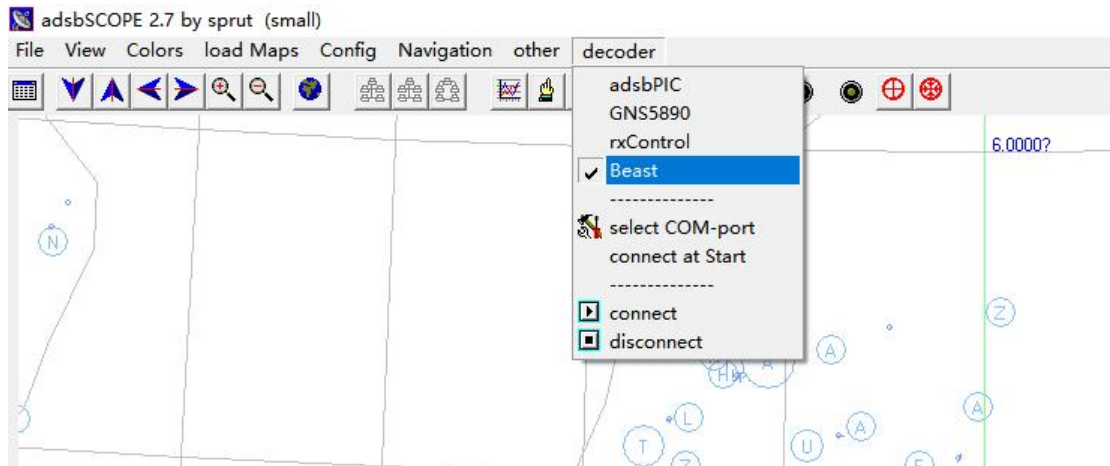 adsbSCOPE 2.7 by sprut (small)
File View Colors load Maps Config Navigation other decoder
adsbPIC
GNS5890
rxControl
6.0000?
Beast
--------------
select COM-port
connect at Start
--------------
connect
disconnect
N
Z
A
A
H
L
A
A
T
U
Z
F